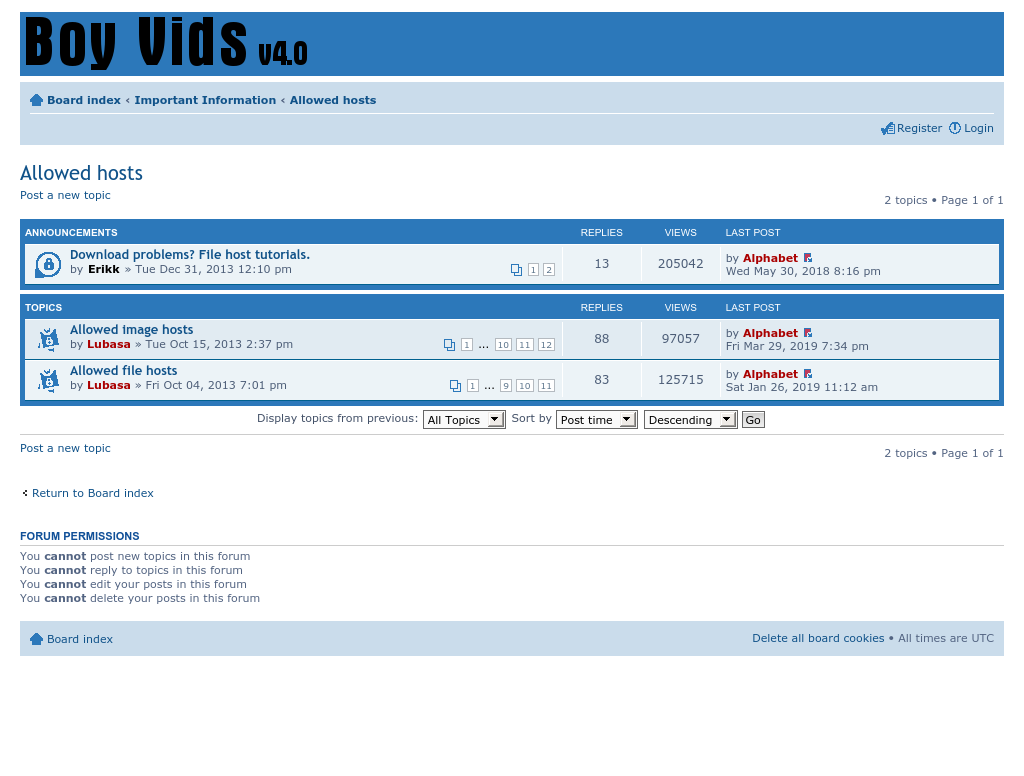 Boy Vids v4.0
Board index ‹ Important Information ‹ Allowed hosts
Register Login
Allowed hosts
Post a new topic
2 topics • Page 1 of 1
ANNOUNCEMENTS REPLIES VIEWS LAST POST
Download problems? File host tutorials.
by Erikk » Tue Dec 31, 2013 12:10 pm 1 2
13 205042
by Alphabet
Wed May 30, 2018 8:16 pm
TOPICS REPLIES VIEWS LAST POST
Allowed image hosts
by Lubasa » Tue Oct 15, 2013 2:37 pm 1 ... 10 11 12
88 97057
by Alphabet
Fri Mar 29, 2019 7:34 pm
Allowed file hosts
by Lubasa » Fri Oct 04, 2013 7:01 pm 1 ... 9 10 11
83 125715
by Alphabet
Sat Jan 26, 2019 11:12 am
Display topics from previous: All Topics Sort by Post time Descending Go
Post a new topic
2 topics • Page 1 of 1
Return to Board index
FORUM PERMISSIONS
You cannot post new topics in this forum
You cannot reply to topics in this forum
You cannot edit your posts in this forum
You cannot delete your posts in this forum
Board index
Delete all board cookies • All times are UTC